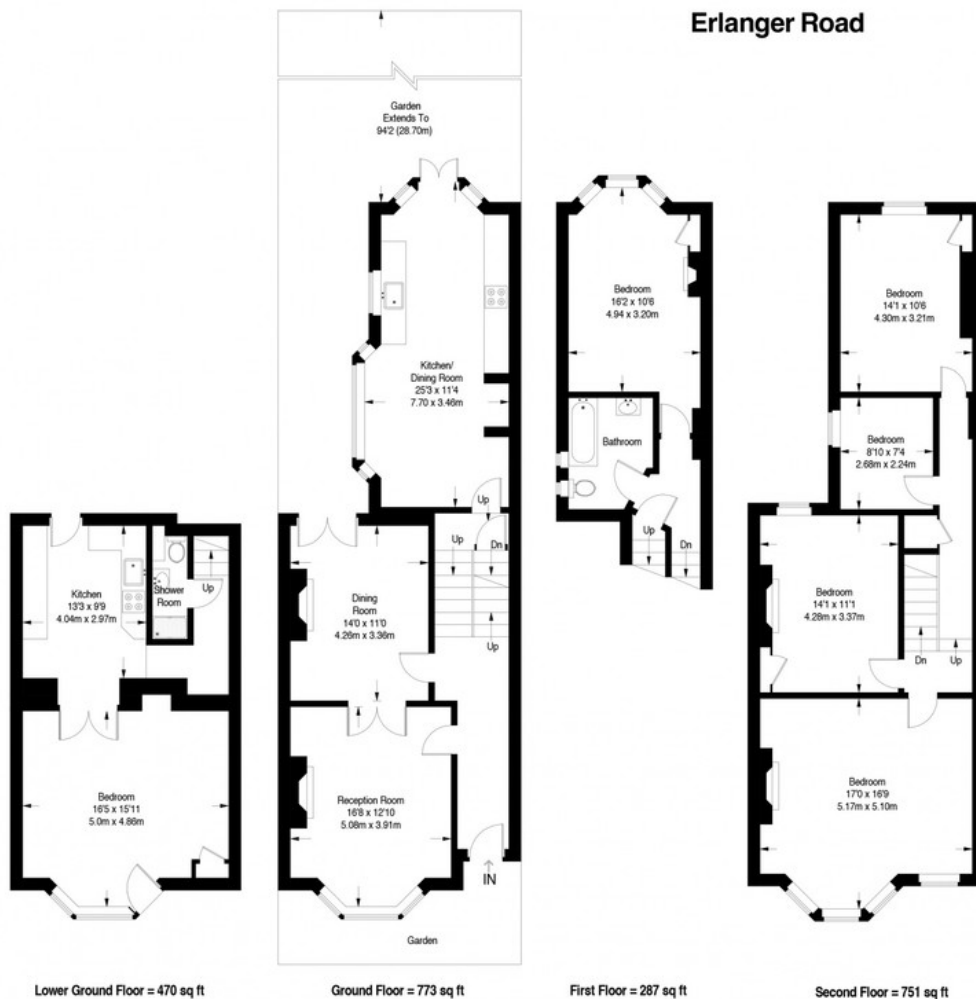 Erlanger Road
Garden
Extends To
94'2 (28.70m)
Kitchen/
Dining Room
25'3 x 11'4
7.70 x 3.46m
Up
Up
Dn
Up
Dining
Room
14'0 x 11'0
4.26m x 3.36m
Reception Room
16'8 x 12'10
5.08m x 3.91m
IN
Garden
Kitchen
13'3 x 9'9
4.04m x 2.97m
Shower
Room
Up
Bedroom
16'5 x 15'11
5.0m x 4.86m
Bedroom
16'2 x 10'6
4.94 x 3.20m
Bathroom
Up
Dn
Bedroom
14'1 x 10'6
4.30m x 3.21m
Bedroom
8'10 x 7'4
2.68m x 2.24m
Bedroom
14'1 x 11'1
4.28m x 3.37m
Dn
Up
Bedroom
17'0 x 16'9
5.17m x 5.10m
Lower Ground Floor = 470 sq ft
Ground Floor = 773 sq ft
First Floor = 287 sq ft
Second Floor = 751 sq ft